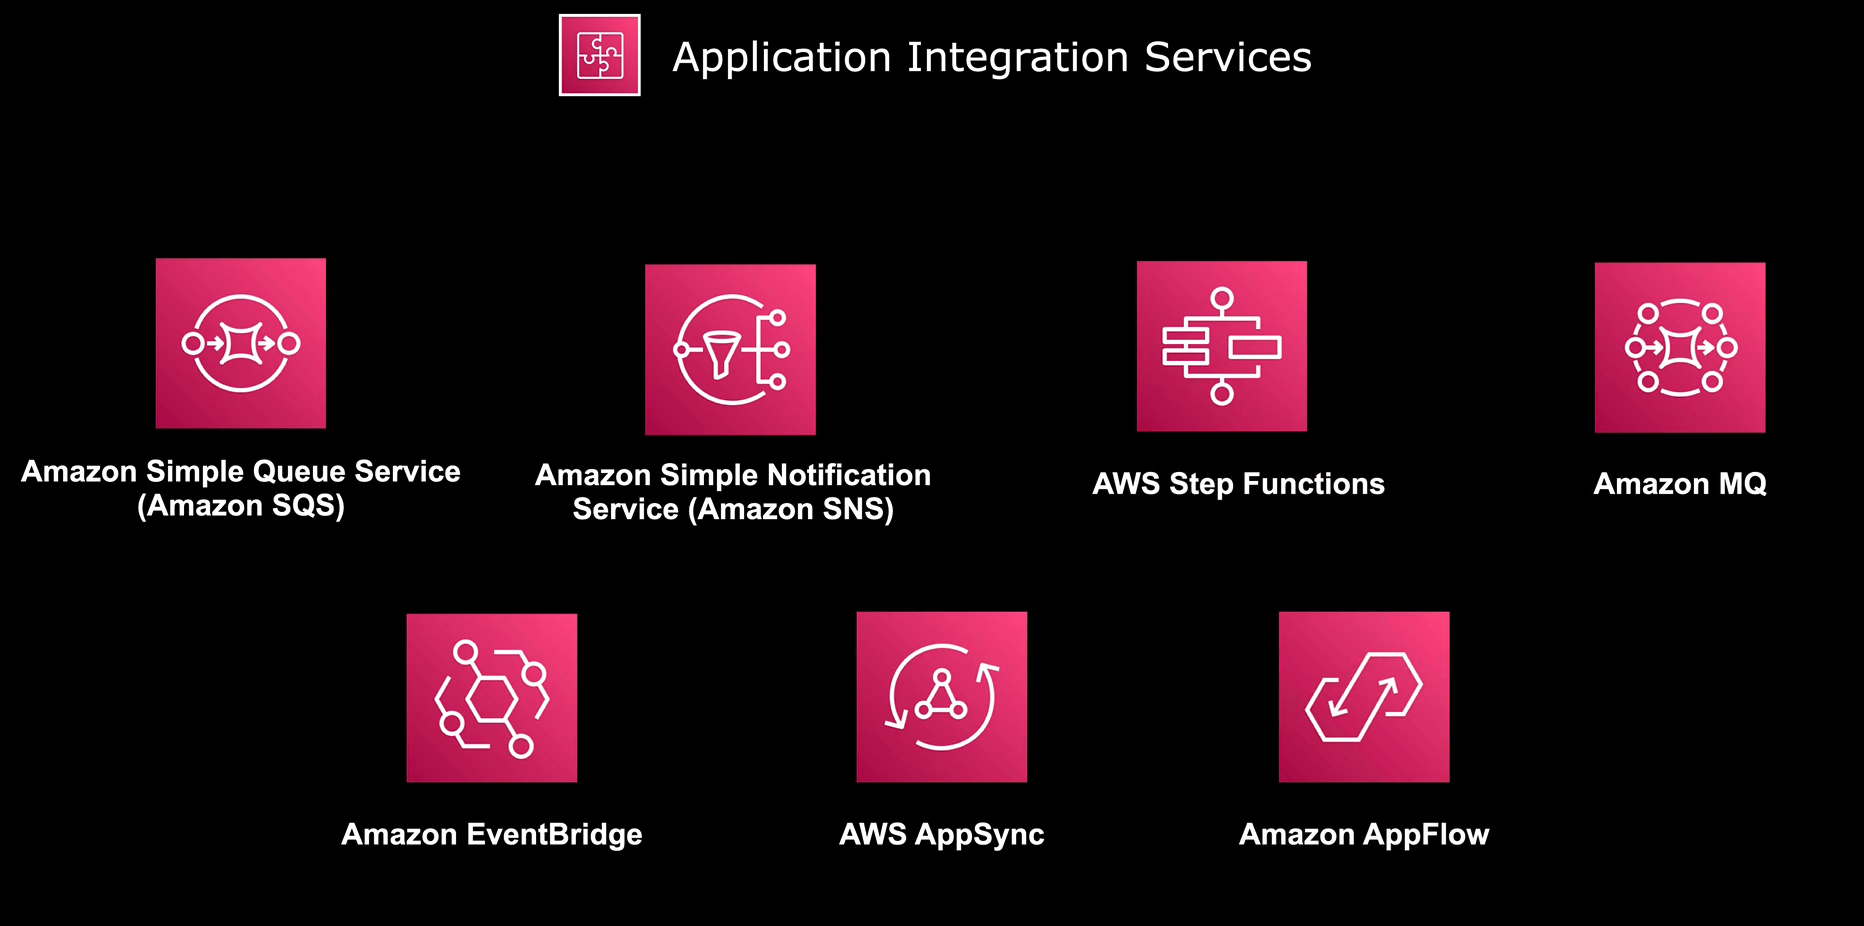 Application Integration Services
Amazon Simple Queue Service
(Amazon SQS)
Amazon Simple Notification
Service (Amazon SNS)
AWS Step Functions
Amazon MQ
Amazon EventBridge
AWS AppSync
Amazon AppFlow